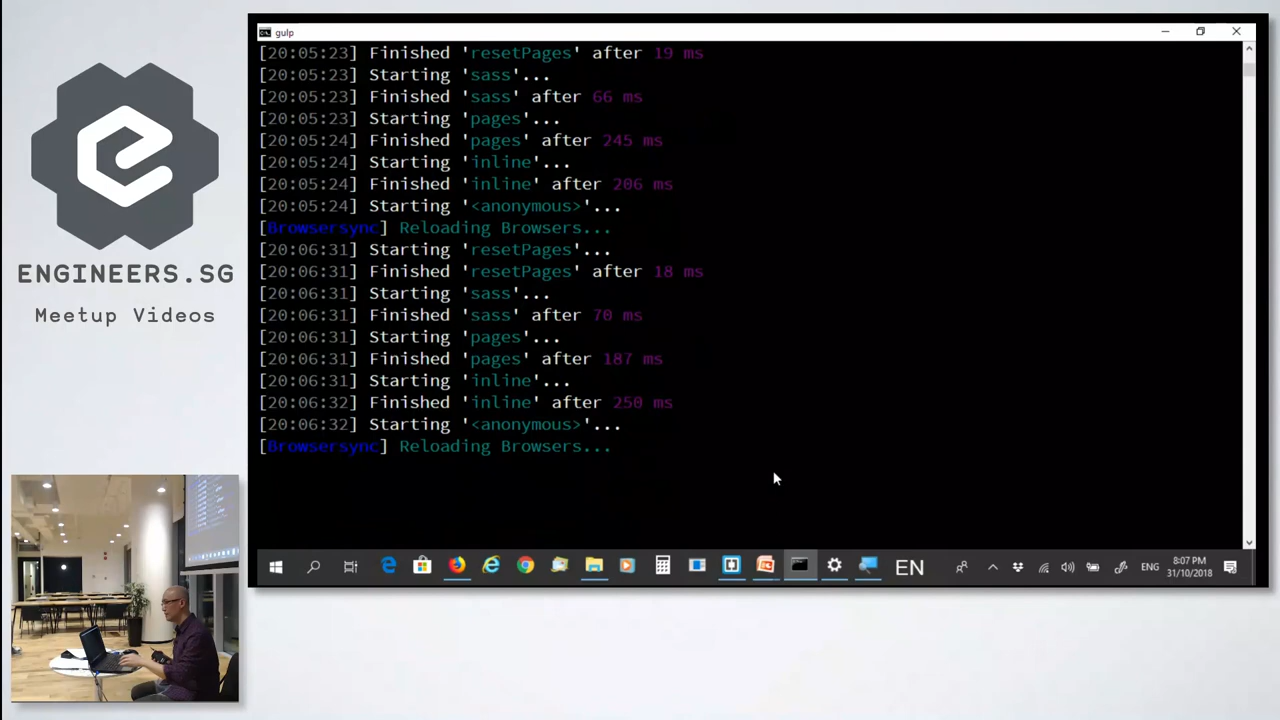 gulp
[20:05:23] Finished 'resetPages' after 19 ms
[20:05:23] Starting 'sass'...
[20:05:23] Finished 'sass' after 66 ms
[20:05:23] Starting 'pages'...
[20:05:24] Finished 'pages' after 245 ms
[20:05:24] Starting 'inline'...
[20:05:24] Finished 'inline' after 206 ms
[20:05:24] Starting '<anonymous>'...
[Browsersync] Reloading Browsers...
[20:06:31] Starting 'resetPages'...
[20:06:31] Finished 'resetPages' after 18 ms
[20:06:31] Starting 'sass'...
[20:06:31] Finished 'sass' after 70 ms
[20:06:31] Starting 'pages'...
[20:06:31] Finished 'pages' after 187 ms
[20:06:31] Starting 'inline'...
[20:06:32] Finished 'inline' after 250 ms
[20:06:32] Starting '<anonymous>'...
[Browsersync] Reloading Browsers...
ENGINEERS.SG
Meetup Videos
EN
ENG
8:07 PM
31/10/2018